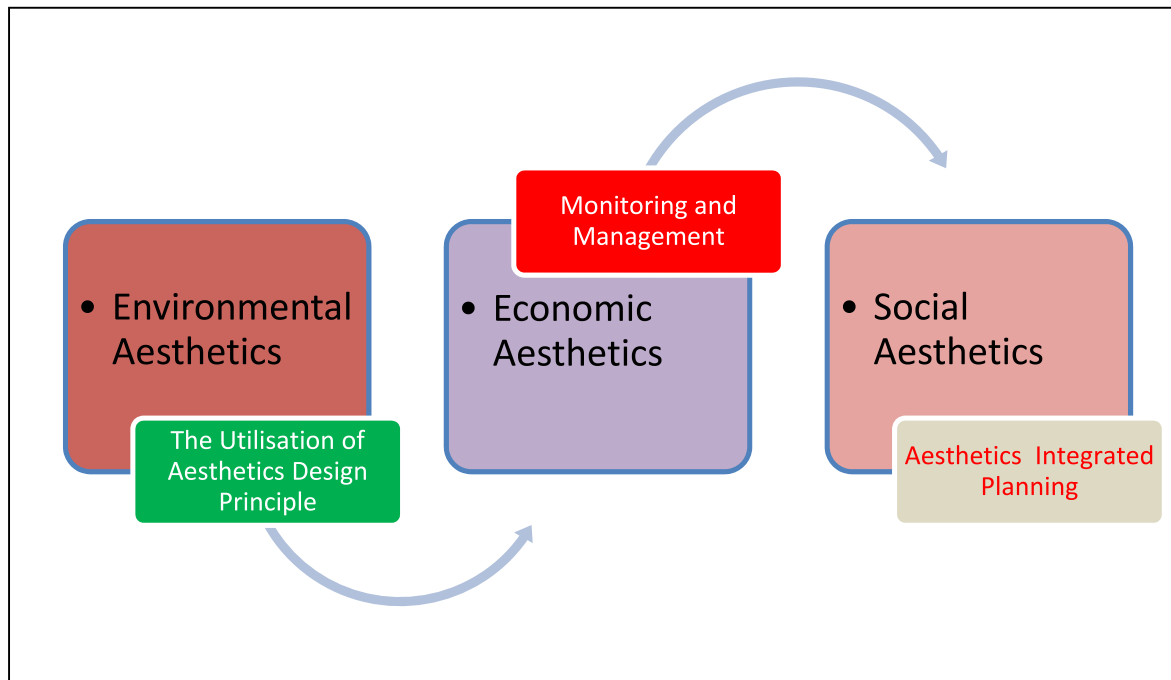 • Environmental
Aesthetics
The Utilisation of
Aesthetics Design
Principle
Monitoring and
Management
• Economic
Aesthetics
• Social
Aesthetics
Aesthetics  Integrated
Planning